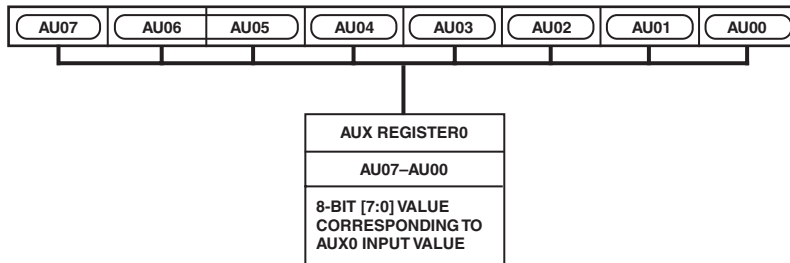 AU07 AU06 AU05 AU04 AU03 AU02 AU01 AU00
AUX REGISTER0
AU07–AU00
8-BIT [7:0] VALUE
CORRESPONDING TO
AUX0 INPUT VALUE